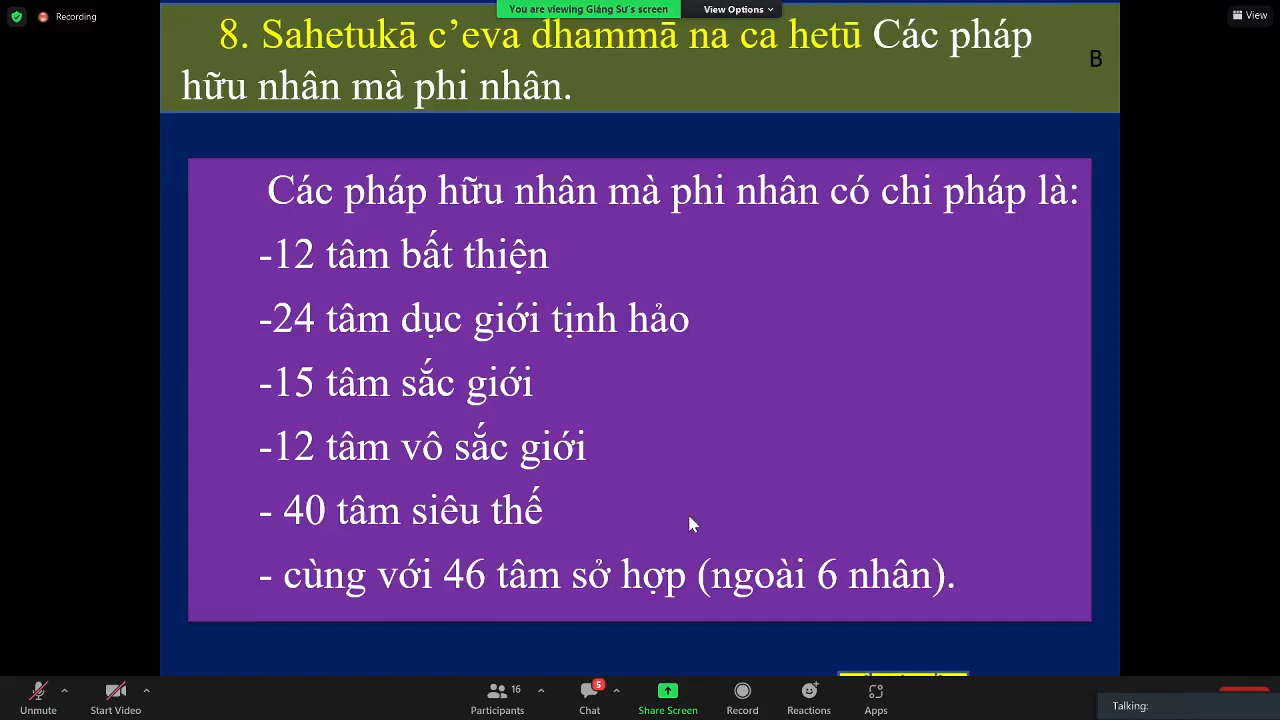 You are viewing Giảng Sư's screen
View Options
Recording
View
8. Sahetukā c’eva dhammā na ca hetū Các pháp
hữu nhân mà phi nhân.
B
Các pháp hữu nhân mà phi nhân có chi pháp là:
-12 tâm bất thiện
-24 tâm dục giới tịnh hảo
-15 tâm sắc giới
-12 tâm vô sắc giới
- 40 tâm siêu thế
- cùng với 46 tâm sở hợp (ngoài 6 nhân).
Unmute
Start Video
16
Participants
5
Chat
Share Screen
Record
Reactions
Apps
Talking: